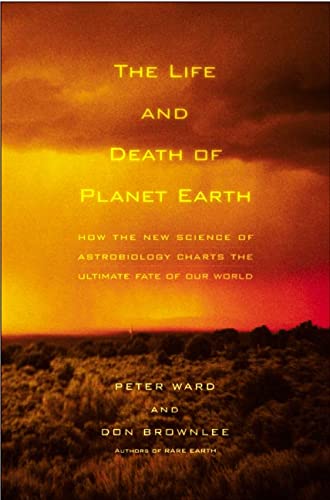 The Life
and
Death of
Planet Earth
How the new science of
astrobiology charts the
ultimate fate of our world
Peter Ward
and
Don Brownlee
Authors of Rare Earth